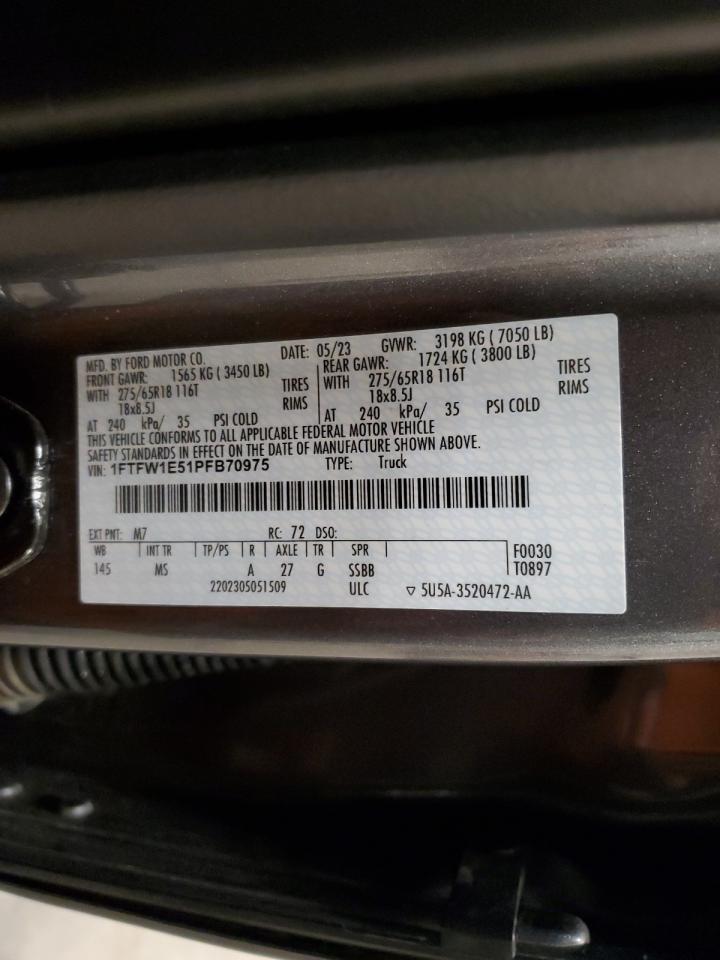 MFD. BY FORD MOTOR CO. DATE: 05/23 GVWR: 3198 KG ( 7050 LB)
FRONT GAWR: 1565 KG ( 3450 LB) REAR GAWR: 1724 KG ( 3800 LB)
WITH 275/65R18 116T TIRES WITH 275/65R18 116T TIRES
18x8.5J RIMS 18x8.5J RIMS
AT 240 kPa/ 35 PSI COLD AT 240 kPa/ 35 PSI COLD
THIS VEHICLE CONFORMS TO ALL APPLICABLE FEDERAL MOTOR VEHICLE
SAFETY STANDARDS IN EFFECT ON THE DATE OF MANUFACTURE SHOWN ABOVE.
VIN: 1FTFW1E51PFB70975 TYPE: Truck
EXT PNT: M7 RC: 72 DSO:
WB INT TR TP/PS R AXLE TR SPR F0030
145 MS A 27 G SSBB T0897
2202305051509 ULC ▽ 5U5A-3520472-AA